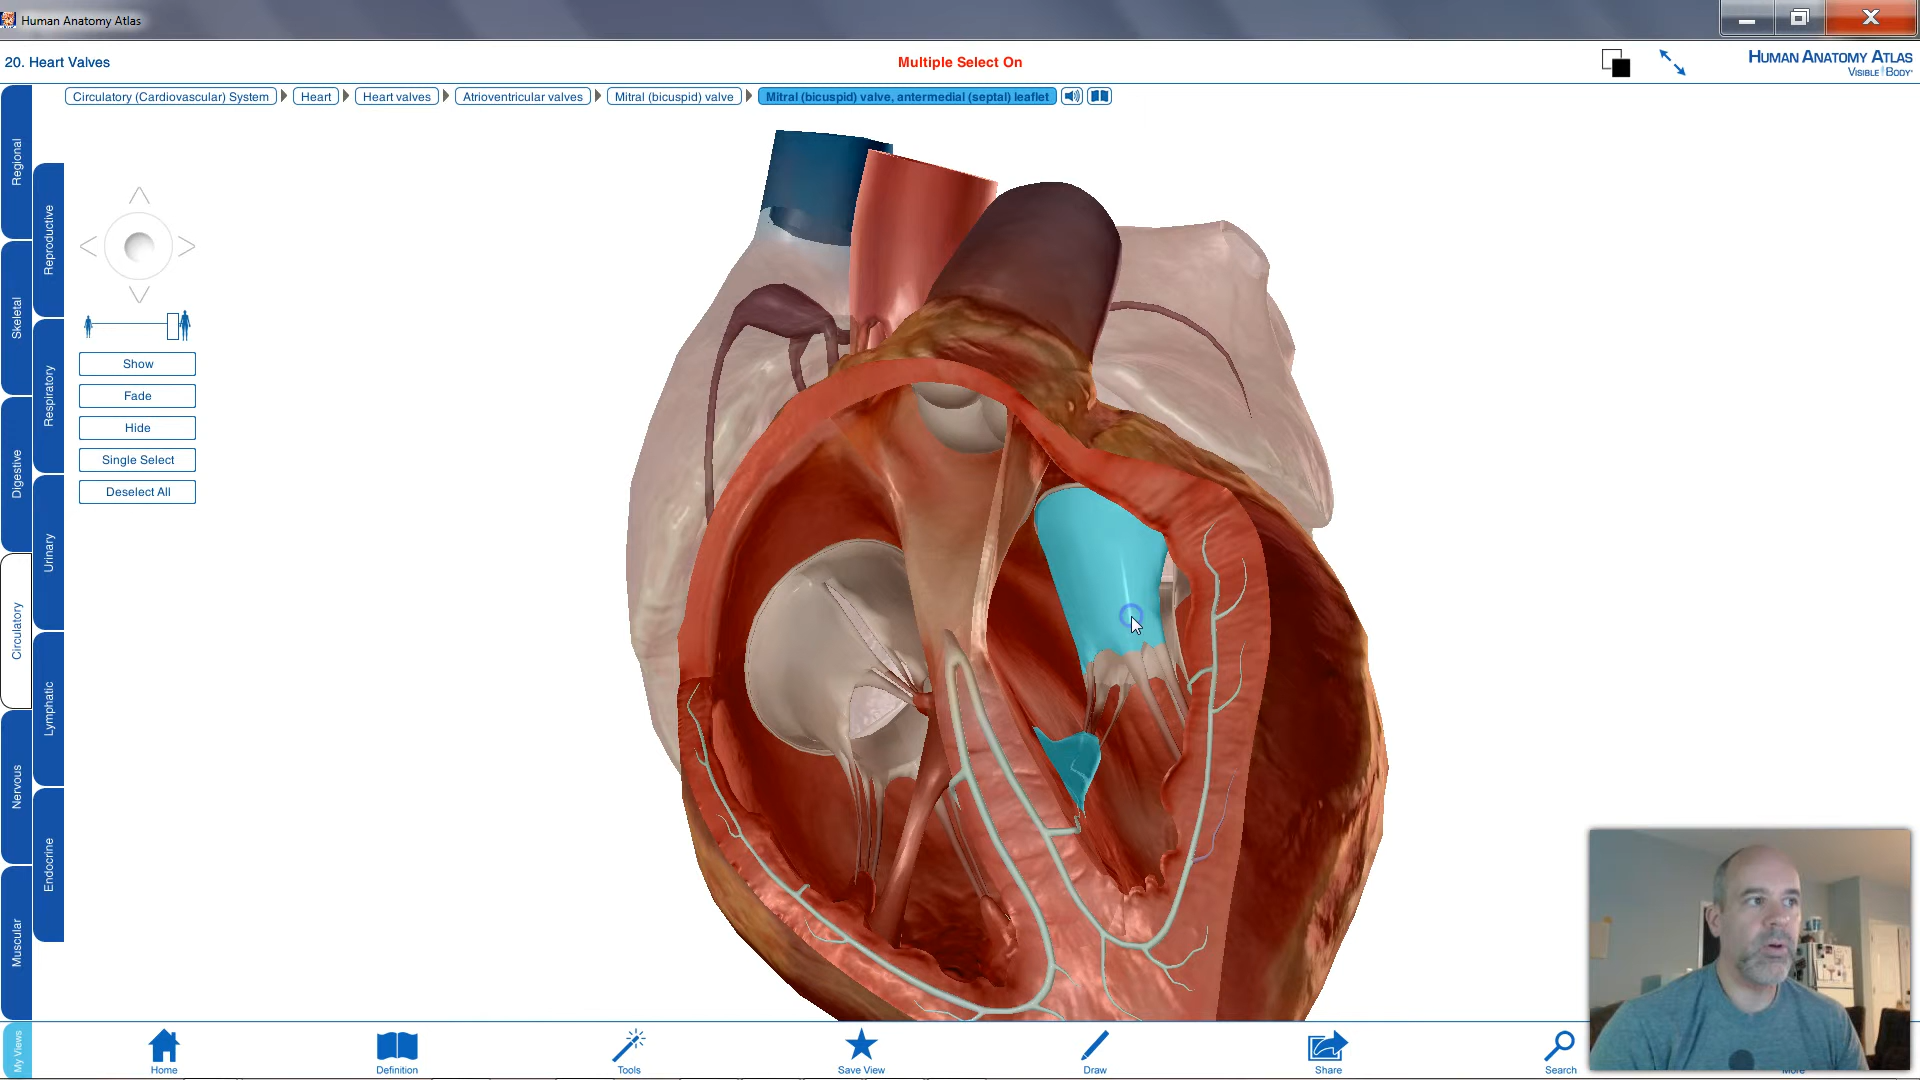 Human Anatomy Atlas
20. Heart Valves
Multiple Select On
HUMAN ANATOMY ATLAS
VISIBLE BODY
Circulatory (Cardiovascular) System
Heart
Heart valves
Atrioventricular valves
Mitral (bicuspid) valve
Mitral (bicuspid) valve, antermedial (septal) leaflet
Regional
Skeletal
Digestive
Circulatory
Nervous
Muscular
My Views
Reproductive
Respiratory
Urinary
Lymphatic
Endocrine
Show
Fade
Hide
Single Select
Deselect All
Home
Definition
Tools
Save View
Draw
Share
Search
More